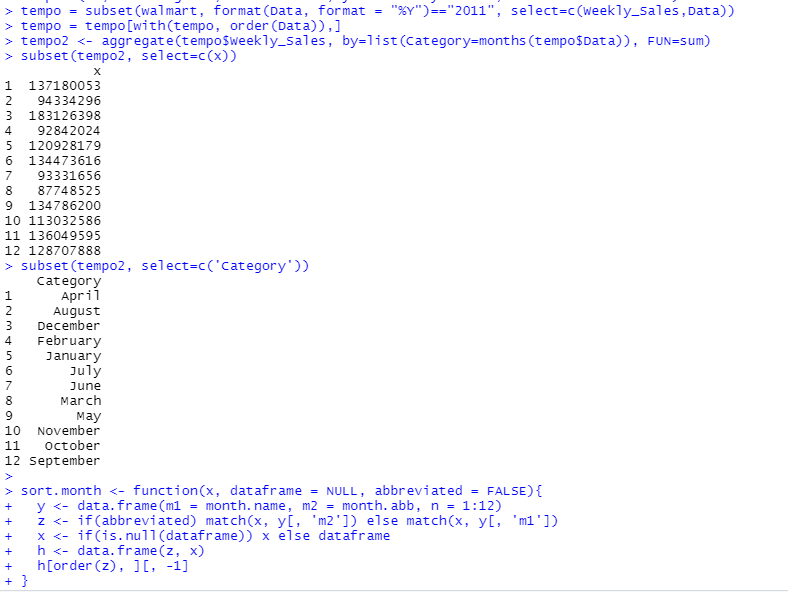 > tempo = subset(walmart, format(Data, format = "%Y")=="2011", select=c(Weekly_Sales,Data))
> tempo = tempo[with(tempo, order(Data)),]
> tempo2 <- aggregate(tempo$Weekly_Sales, by=list(Category=months(tempo$Data)), FUN=sum)
> subset(tempo2, select=c(x))
x
1 137180053
2 94334296
3 183126398
4 92842024
5 120928179
6 134473616
7 93331656
8 87748525
9 134786200
10 113032586
11 136049595
12 128707888
> subset(tempo2, select=c('Category'))
Category
1 April
2 August
3 December
4 February
5 January
6 July
7 June
8 March
9 May
10 November
11 October
12 September
>
> sort.month <- function(x, dataframe = NULL, abbreviated = FALSE){
+ y <- data.frame(m1 = month.name, m2 = month.abb, n = 1:12)
+ z <- if(abbreviated) match(x, y[, 'm2']) else match(x, y[, 'm1'])
+ x <- if(is.null(dataframe)) x else dataframe
+ h <- data.frame(z, x)
+ h[order(z), ][, -1]
+ }